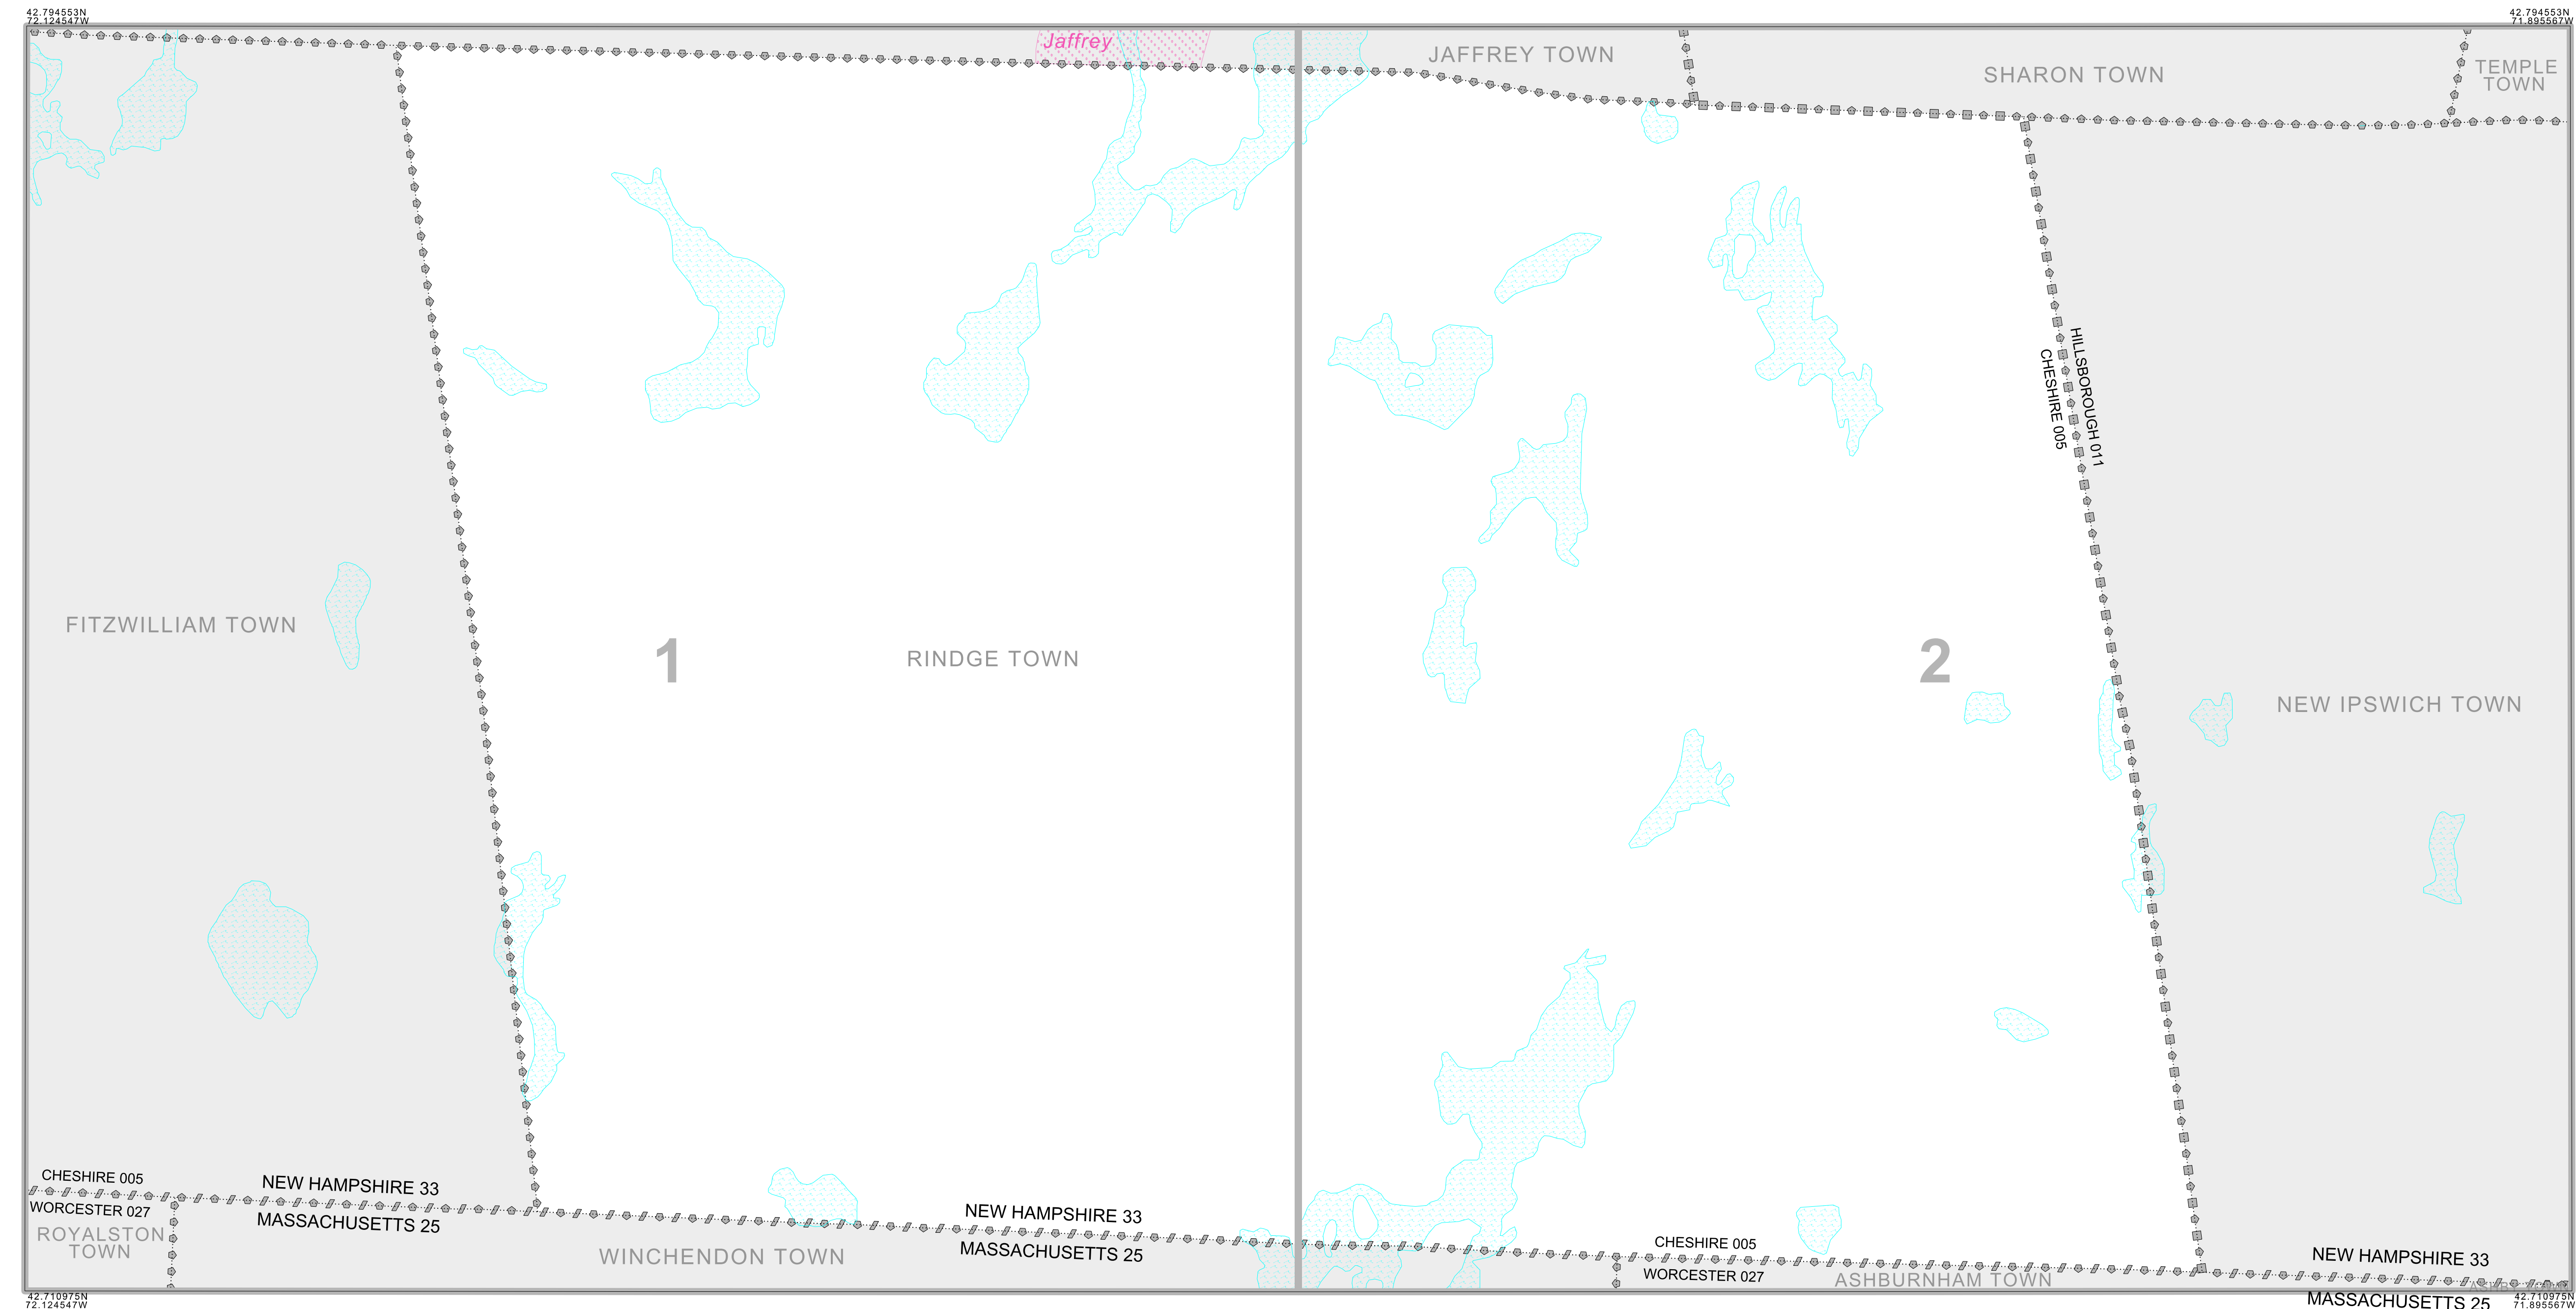 42.794553N
72.124547W
42.794553N
71.895567W
Jaffrey
JAFFREY TOWN
SHARON TOWN
TEMPLE
TOWN
HILLSBOROUGH 011
CHESHIRE 005
FITZWILLIAM TOWN
1
RINDGE TOWN
2
NEW IPSWICH TOWN
CHESHIRE 005
WORCESTER 027
NEW HAMPSHIRE 33
MASSACHUSETTS 25
ROYALSTON
TOWN
WINCHENDON TOWN
NEW HAMPSHIRE 33
MASSACHUSETTS 25
CHESHIRE 005
WORCESTER 027
ASHBURNHAM TOWN
NEW HAMPSHIRE 33
MASSACHUSETTS 25
42.710975N
72.124547W
42.710975N
71.895567W